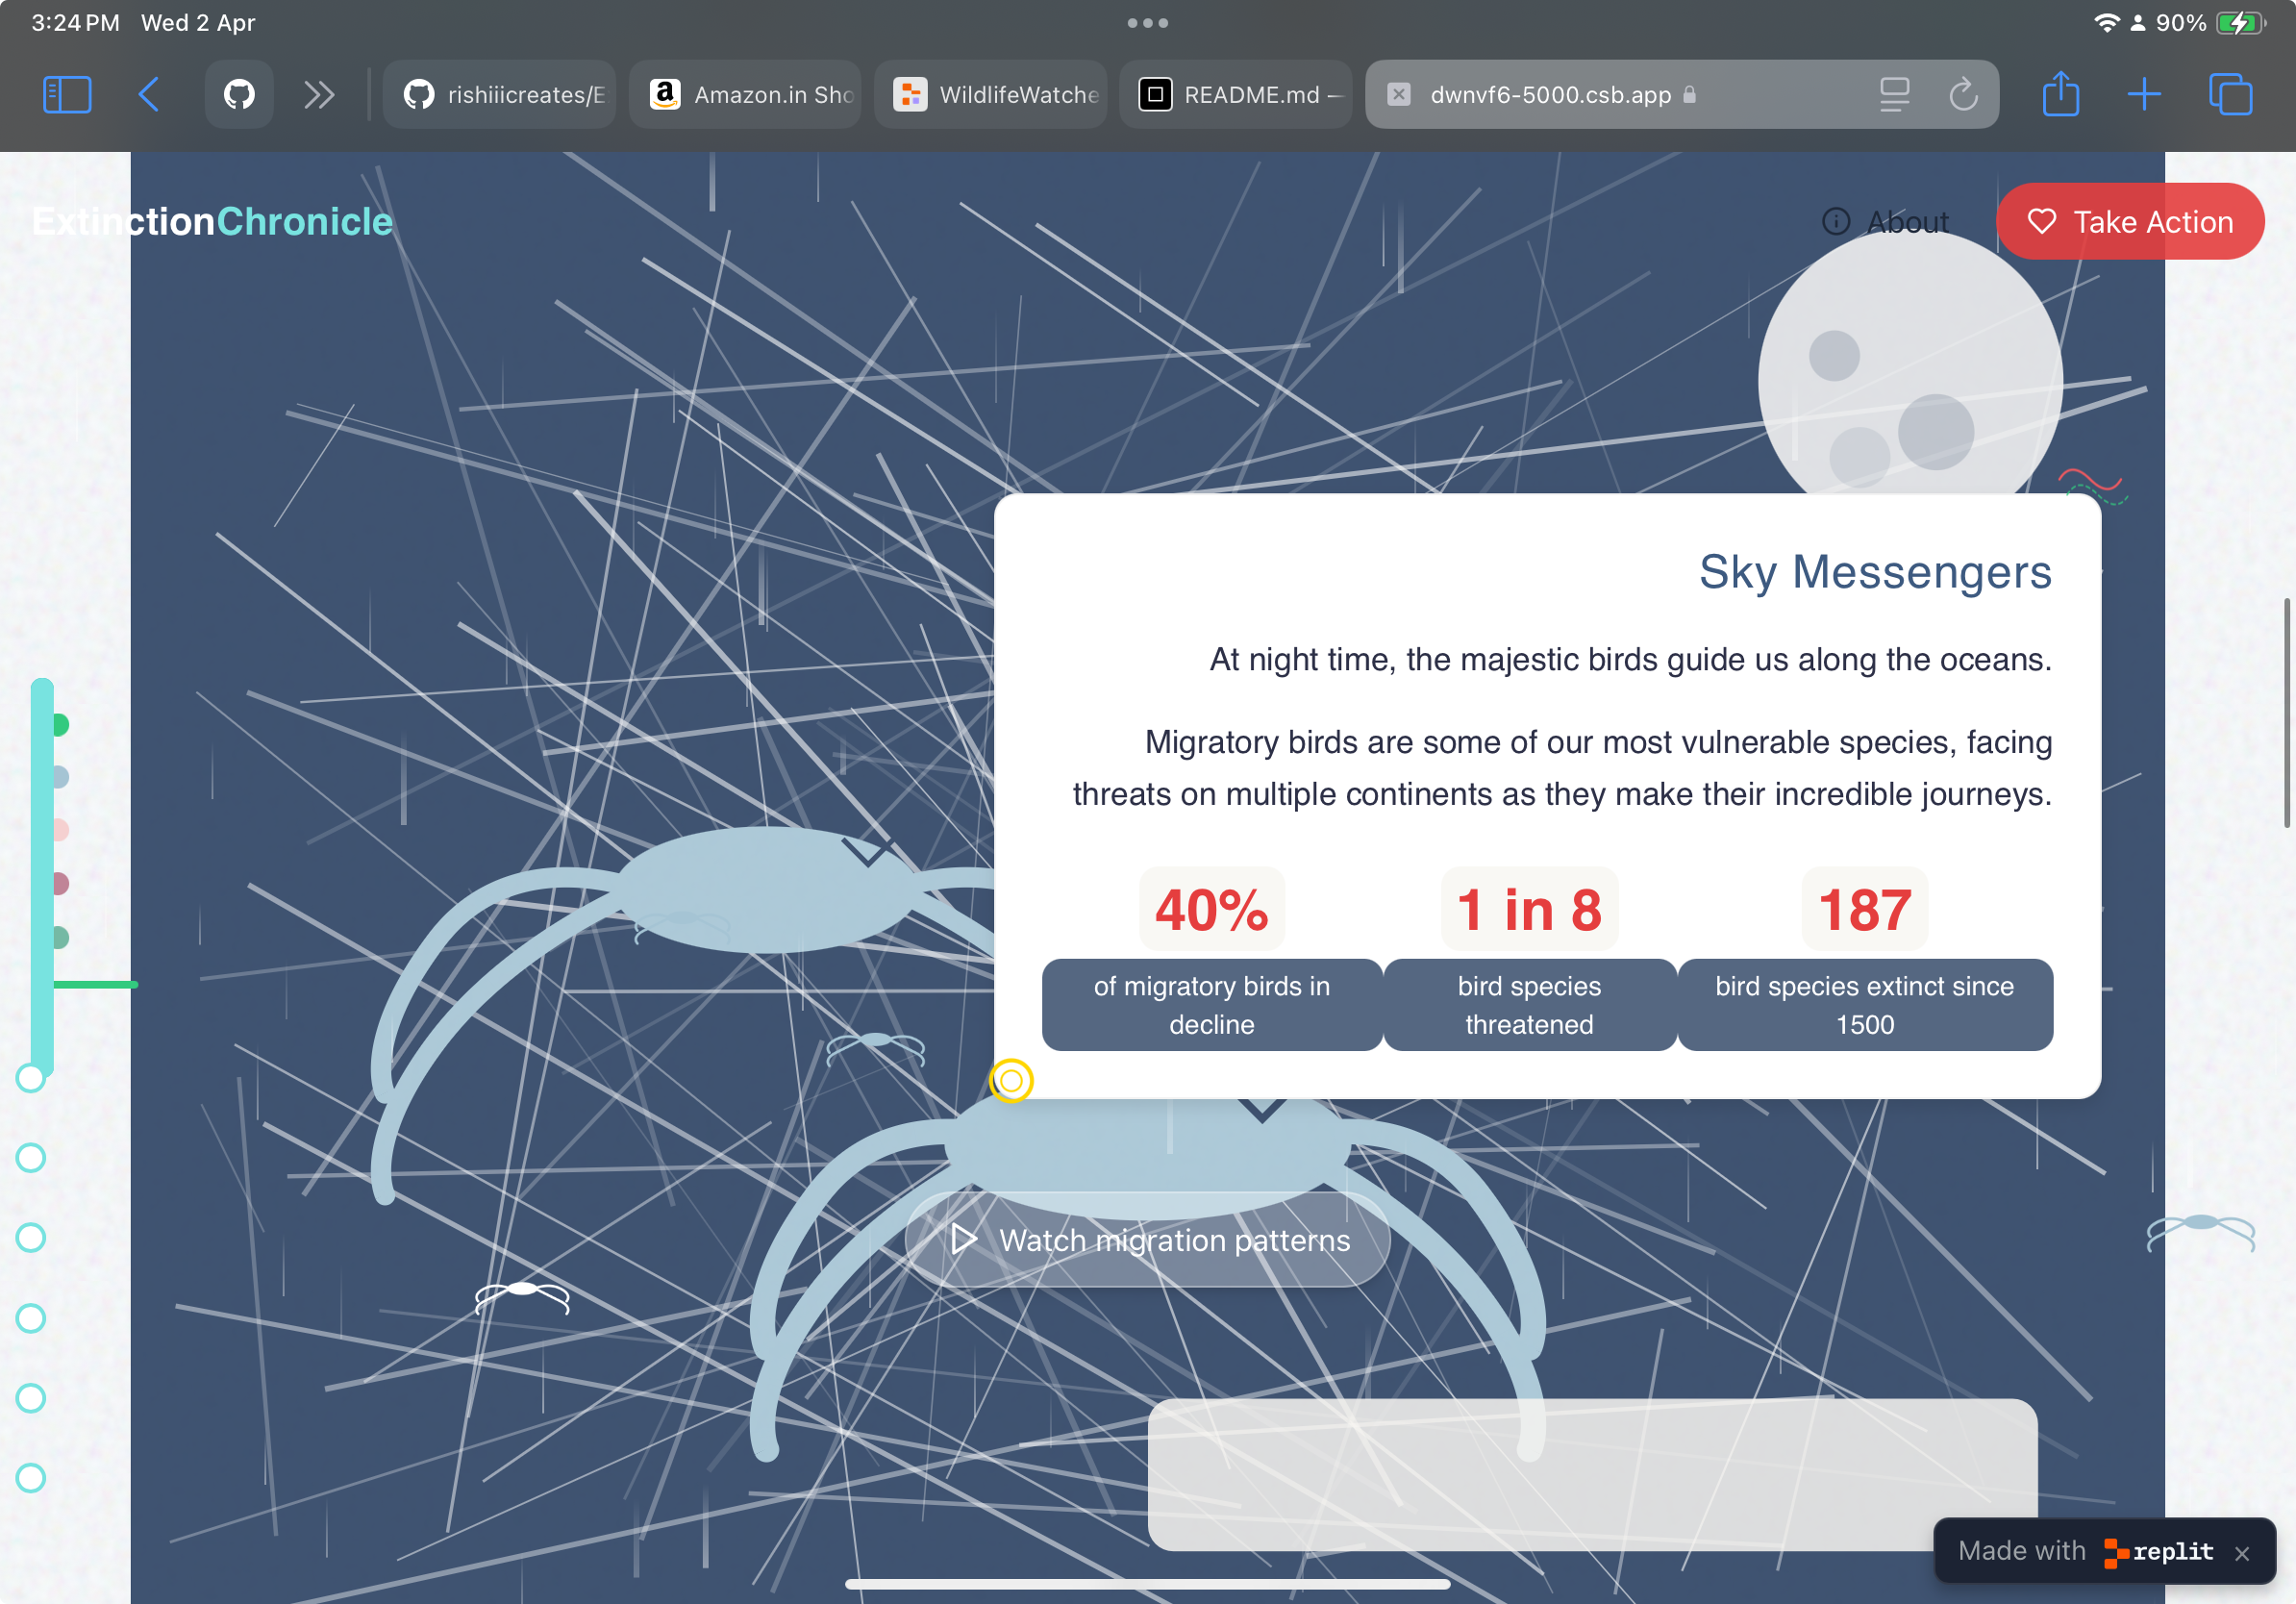 3:24 PM Wed 2 Apr
90%
rishiiicreates/E
Amazon.in Sho
WildlifeWatche
README.md —
dwnvf6-5000.csb.app
ExtinctionChronicle
About
Take Action
Sky Messengers
At night time, the majestic birds guide us along the oceans.
Migratory birds are some of our most vulnerable species, facing
threats on multiple continents as they make their incredible journeys.
40%
1 in 8
187
of migratory birds in
decline
bird species
threatened
bird species extinct since
1500
Watch migration patterns
Made with replit